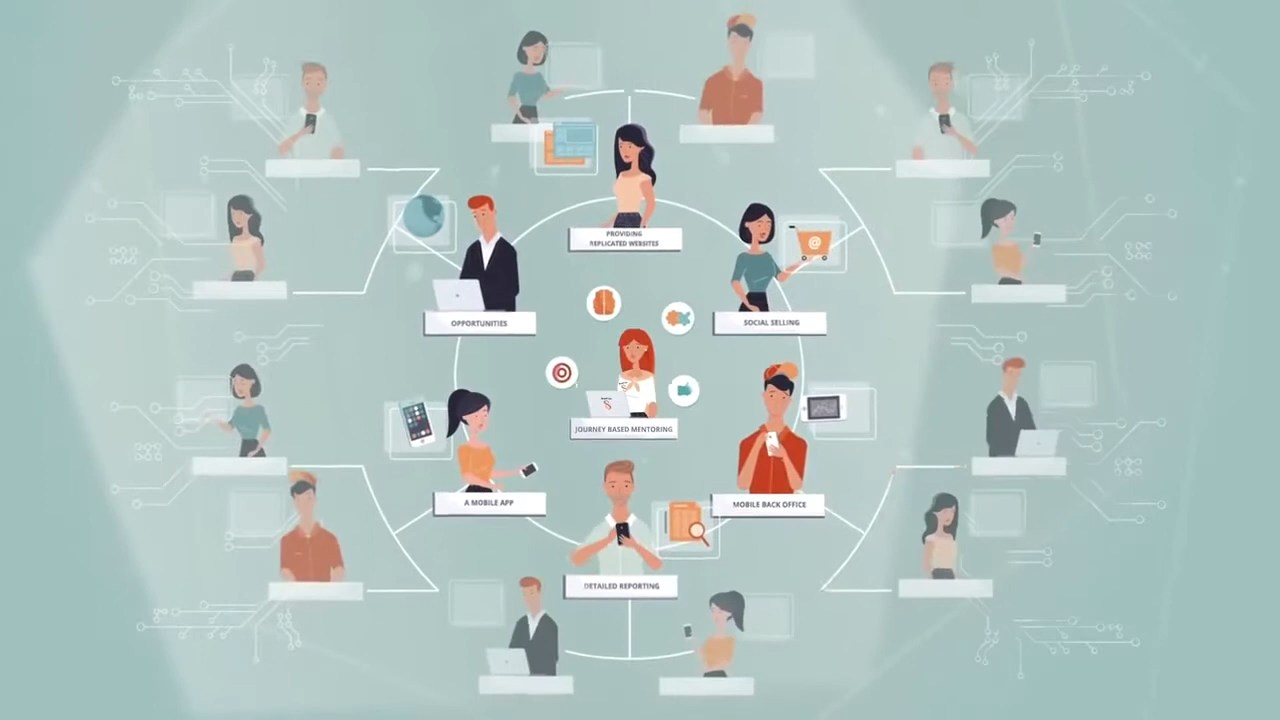 PROVIDING
REPLICATED WEBSITES
@
OPPORTUNITIES
SOCIAL SELLING
JOURNEY BASED MENTORING
A MOBILE APP
MOBILE BACK OFFICE
DETAILED REPORTING